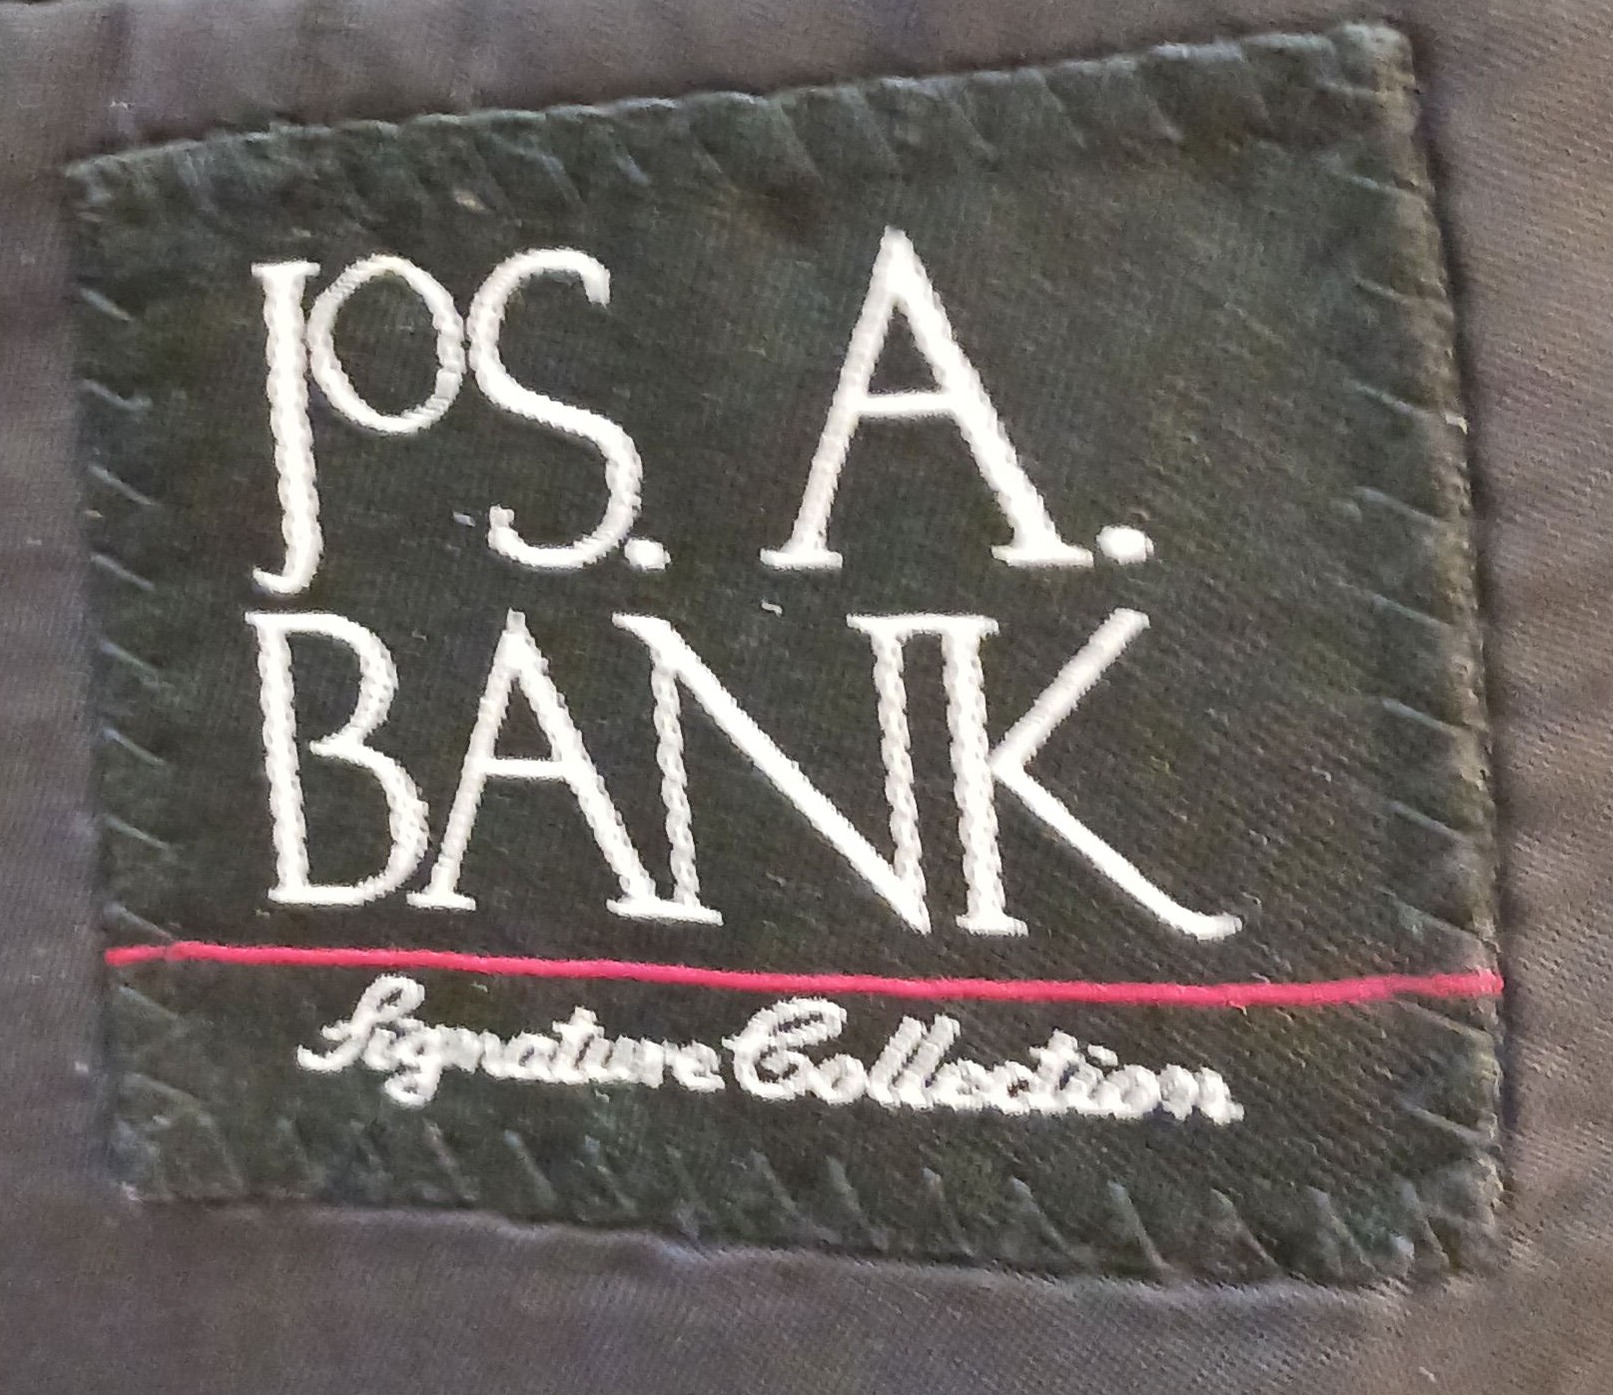 JOS. A.
BANK
Signature Collection